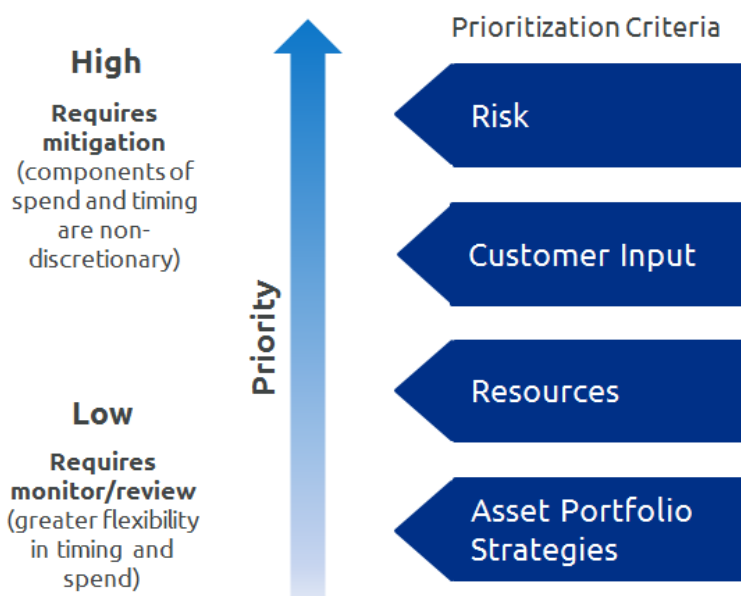 High
Requires
mitigation
(components of
spend and timing
are non-
discretionary)
Low
Requires
monitor/review
(greater flexibility
in timing and
spend)
Priority
Prioritization Criteria
Risk
Customer Input
Resources
Asset Portfolio
Strategies